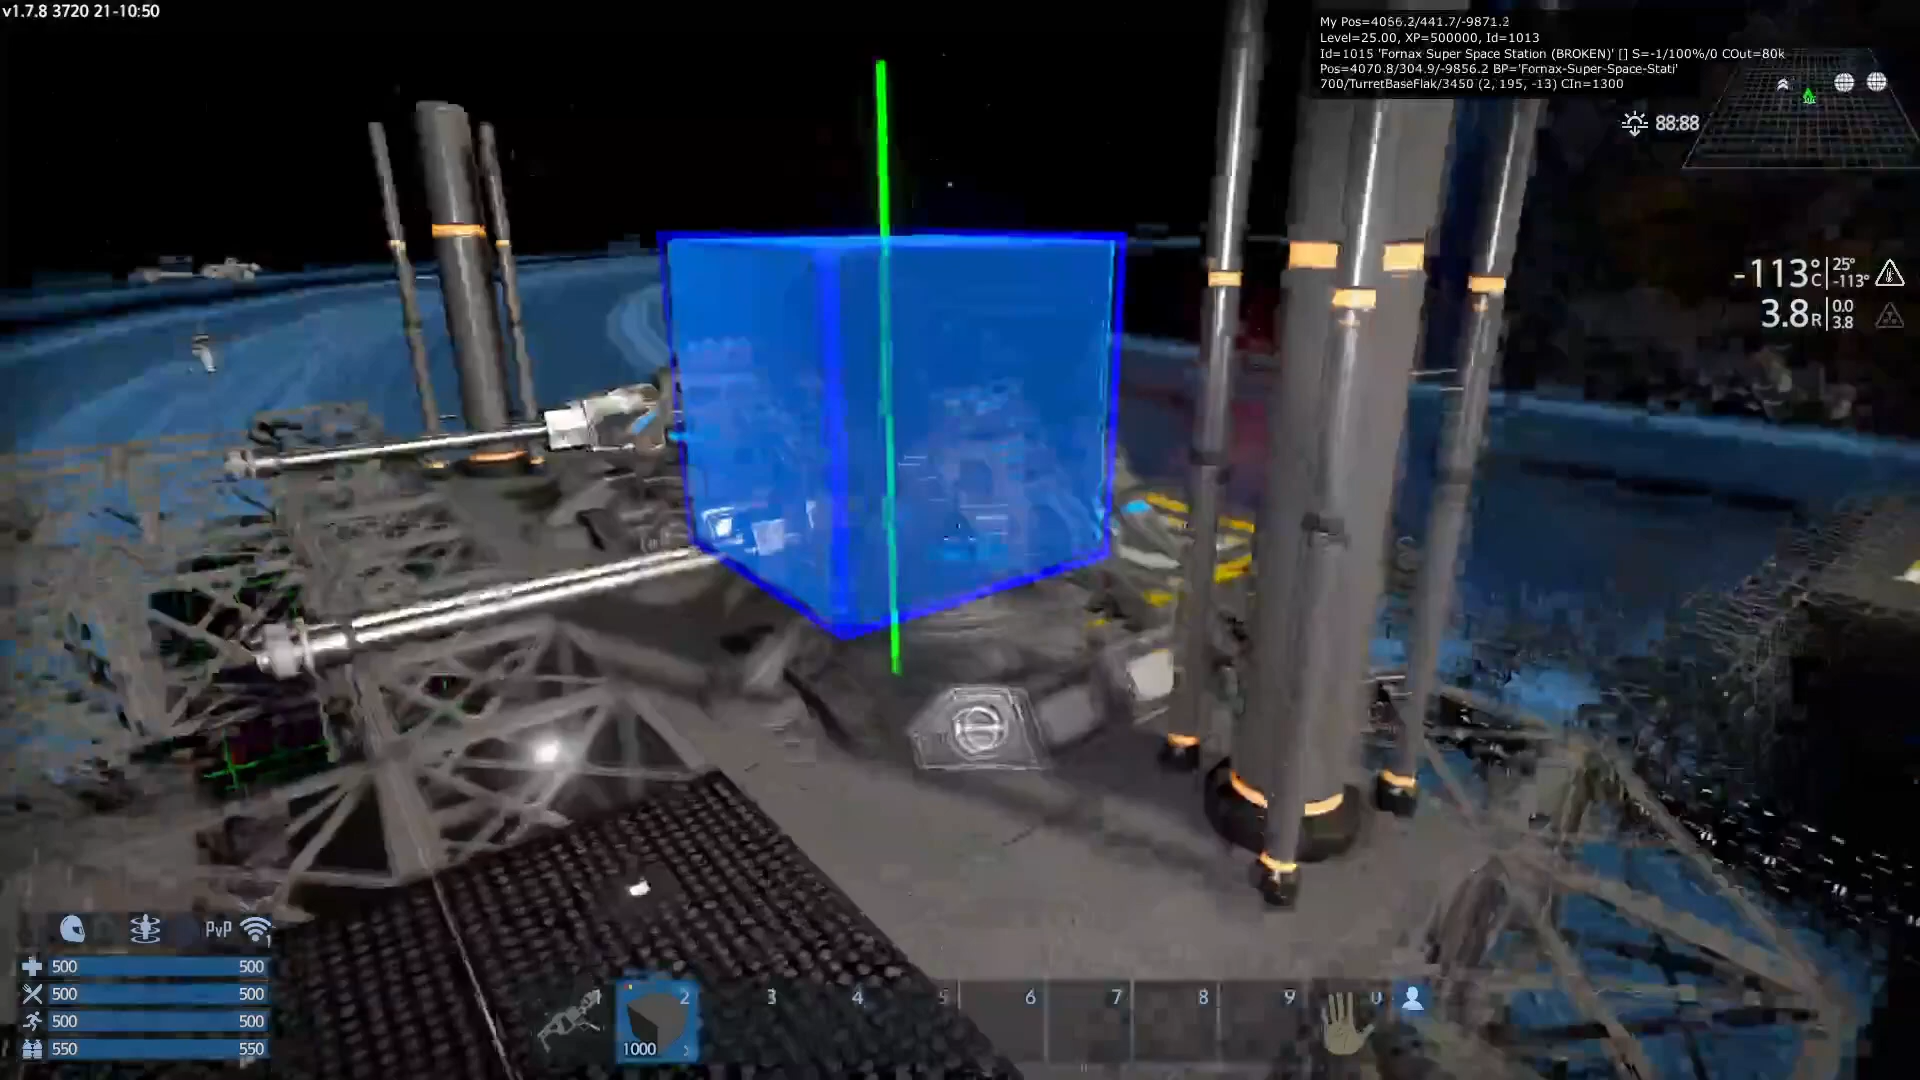 v1.7.8 3720 21-10:50
My Pos=4066.2/441.7/-9871.2
Level=25.00, XP=500000, Id=1013
Id=1015 'Fornax Super Space Station (BROKEN)' [] S=-1/100%/0 COut=80k
Pos=4070.8/304.9/-9856.2 BP='Fornax-Super-Space-Stati'
700/TurretBaseFlak/3450 (2, 195, -13) CIn=1300
88:88
-113°C 25° -113°
3.8R 0.0 3.8
PvP 1
500 500
500 500
500 500
550 550
1 2 3 4 5 6 7 8 9 0
1000